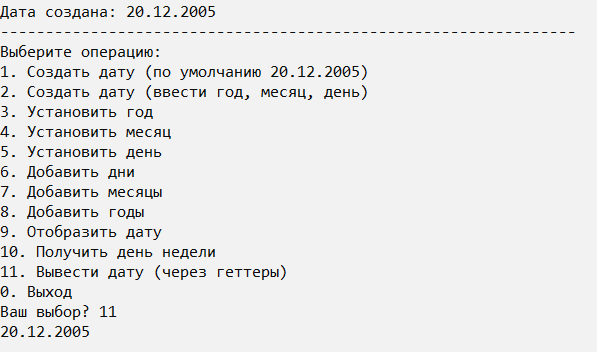 Дата создана: 20.12.2005
----------------------------------------------------------------
Выберите операцию:
1. Создать дату (по умолчанию 20.12.2005)
2. Создать дату (ввести год, месяц, день)
3. Установить год
4. Установить месяц
5. Установить день
6. Добавить дни
7. Добавить месяцы
8. Добавить годы
9. Отобразить дату
10. Получить день недели
11. Вывести дату (через геттеры)
0. Выход
Ваш выбор? 11
20.12.2005